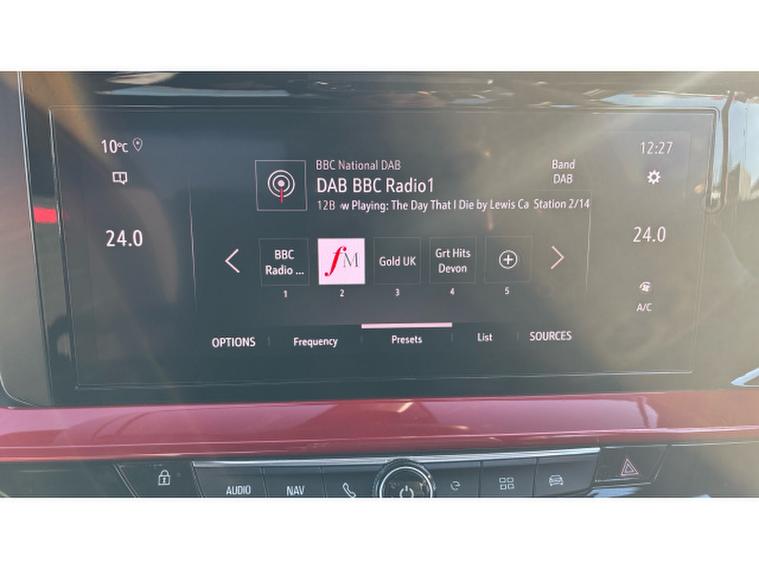 10°C
12:27
BBC National DAB
DAB BBC Radio1
12B w Playing: The Day That I Die by Lewis Ca Station 2/14
Band
DAB
24.0
24.0
BBC
Radio ...
fM
Gold UK
Grt Hits
Devon
1
2
3
4
5
A/C
OPTIONS
Frequency
Presets
List
SOURCES
AUDIO
NAV